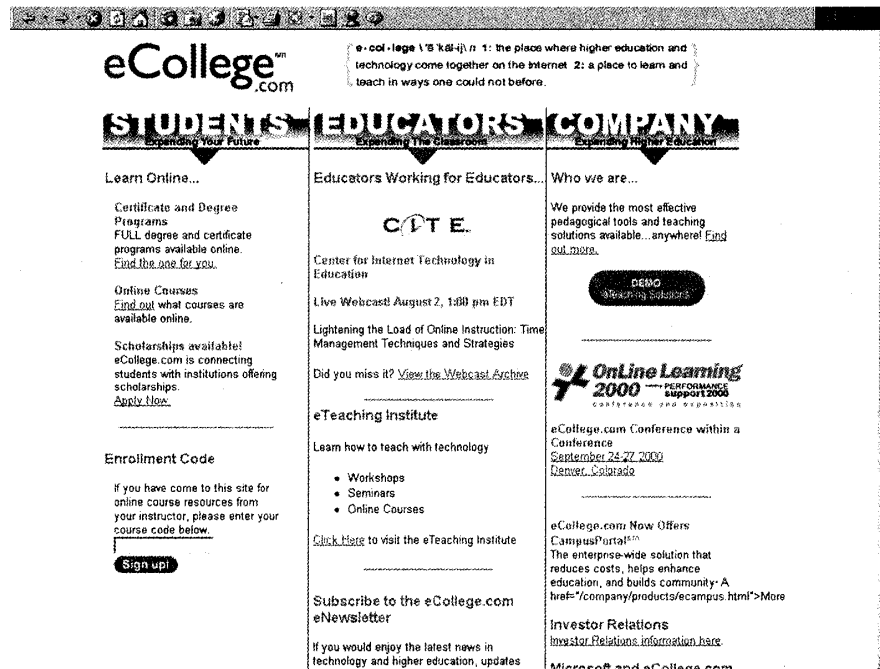 eCollege
.com
e·col·lege \'ē 'käl-ij\ n 1: the place where higher education and
technology come together on the Internet 2: a place to learn and
teach in ways one could not before.
STUDENTS
Expanding Your Future
Learn Online...
Certificate and Degree
Programs
FULL degree and certificate
programs available online.
Find the one for you.
Online Courses
Find out what courses are
available online.
Scholarships available!
eCollege.com is connecting
students with institutions offering
scholarships.
Apply Now.
Enrollment Code
If you have come to this site for
online course resources from
your instructor, please enter your
course code below.
Sign up!
EDUCATORS
Expanding The Classroom
Educators Working for Educators...
CITE
Center for Internet Technology in
Education
Live Webcast! August 2, 1:00 pm EDT
Lightening the Load of Online Instruction: Time
Management Techniques and Strategies
Did you miss it? View the Webcast Archive
eTeaching Institute
Learn how to teach with technology
• Workshops
• Seminars
• Online Courses
Click Here to visit the eTeaching Institute
Subscribe to the eCollege.com
eNewsletter
If you would enjoy the latest news in
technology and higher education, updates
COMPANY
Expanding Higher Education
Who we are...
We provide the most effective
pedagogical tools and teaching
solutions available...anywhere! Find
out more.
DEMO
eTeaching Solutions
OnLine Learning
2000 PERFORMANCE
support 2000
conference and exposition
eCollege.com Conference within a
Conference
September 24-27 2000
Denver, Colorado
eCollege.com Now Offers
CampusPortal℠
The enterprise-wide solution that
reduces costs, helps enhance
education, and builds community· A
href="/company/products/ecampus.html">More
Investor Relations
Investor Relations information here.
Microsoft and eCollege.com